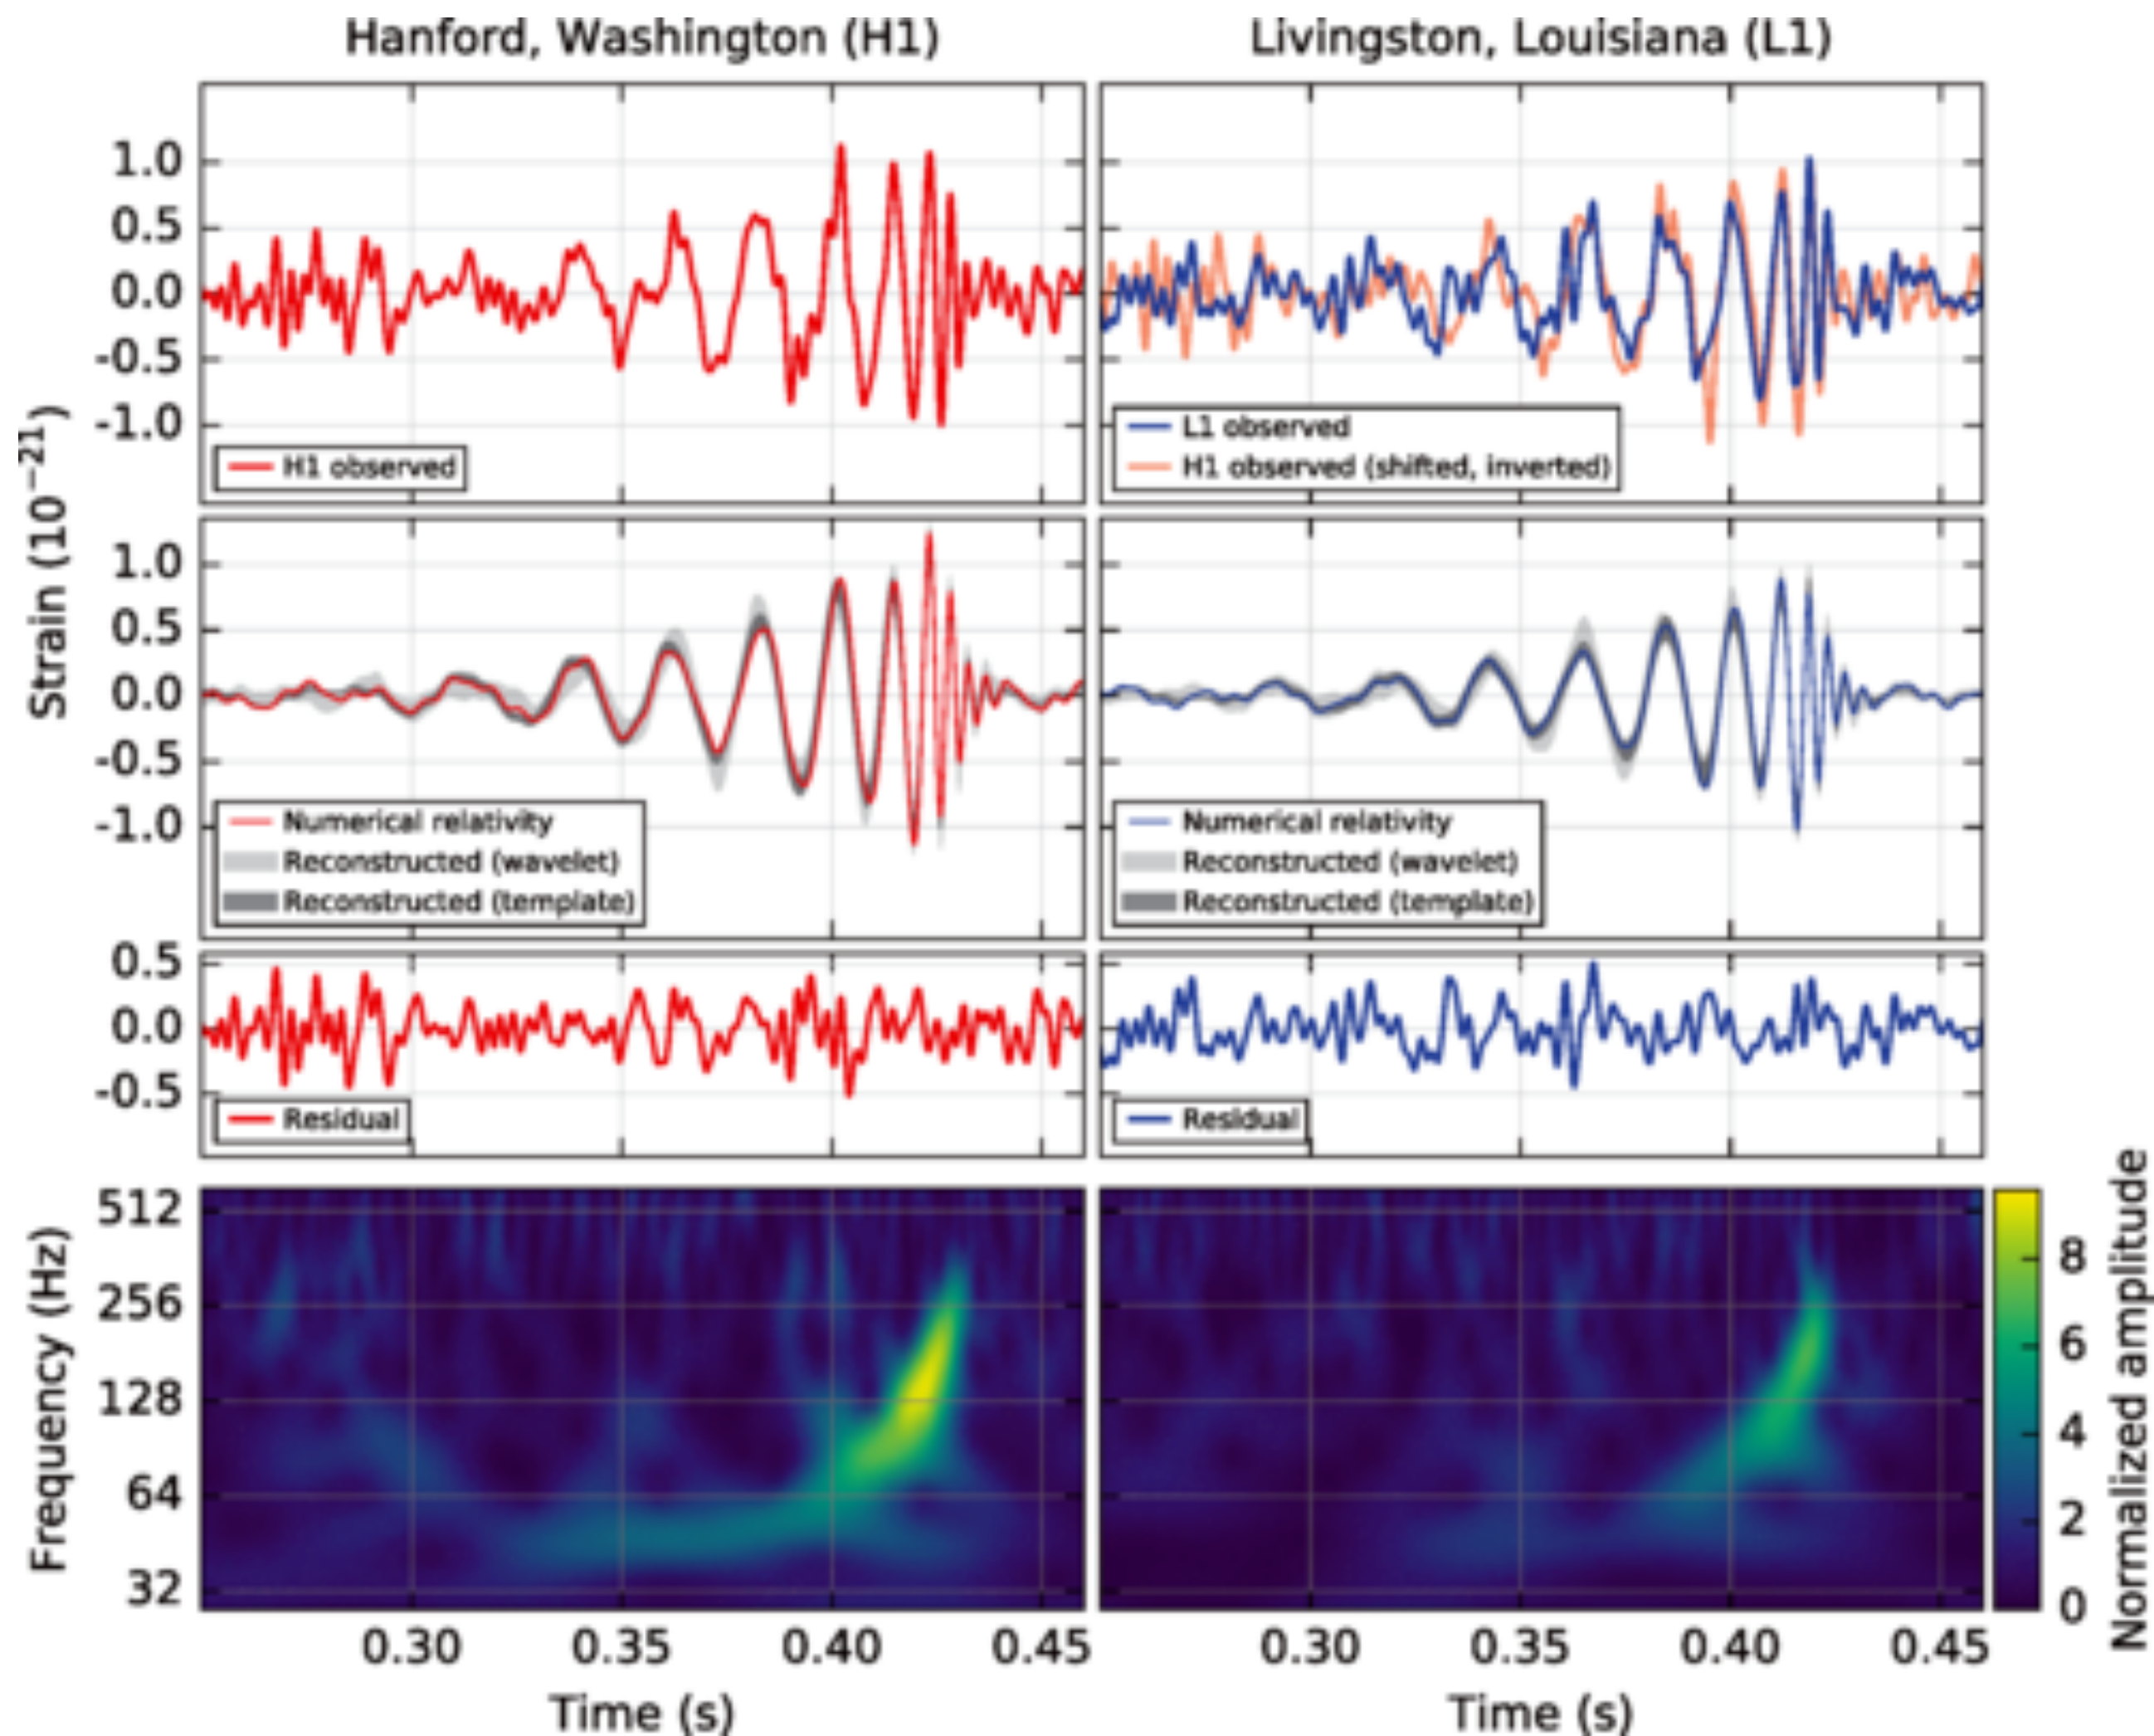 Hanford, Washington (H1)
Livingston, Louisiana (L1)
1.0
0.5
0.0
-0.5
-1.0
H1 observed
L1 observed
H1 observed (shifted, inverted)
Strain (10⁻²¹)
1.0
0.5
0.0
-0.5
-1.0
Numerical relativity
Reconstructed (wavelet)
Reconstructed (template)
Numerical relativity
Reconstructed (wavelet)
Reconstructed (template)
0.5
0.0
-0.5
Residual
Residual
Frequency (Hz)
512
256
128
64
32
8
6
4
2
0
Normalized amplitude
0.30 0.35 0.40 0.45
0.30 0.35 0.40 0.45
Time (s)
Time (s)